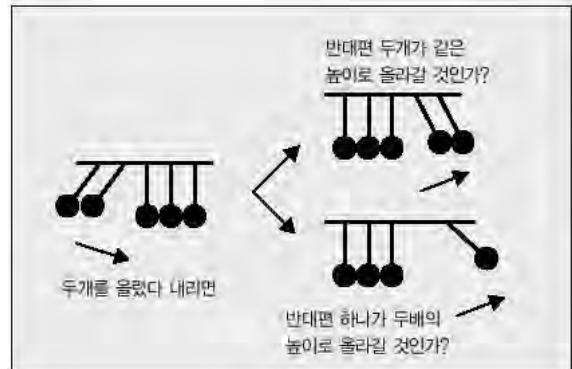 반대편 두개가 같은
높이로 올라갈 것인가?
두개를 올렸다 내리면
반대편 하나가 두배의
높이로 올라갈 것인가?